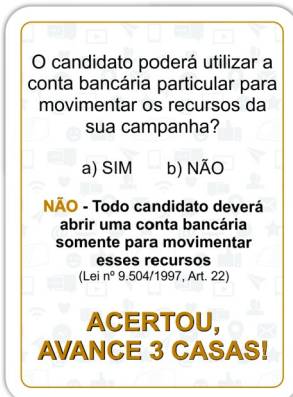 O candidato poderá utilizar a
conta bancária particular para
movimentar os recursos da
sua campanha?
a) SIM b) NÃO
NÃO - Todo candidato deverá
abrir uma conta bancária
somente para movimentar
esses recursos
(Lei nº 9.504/1997, Art. 22)
ACERTOU,
AVANCE 3 CASAS!